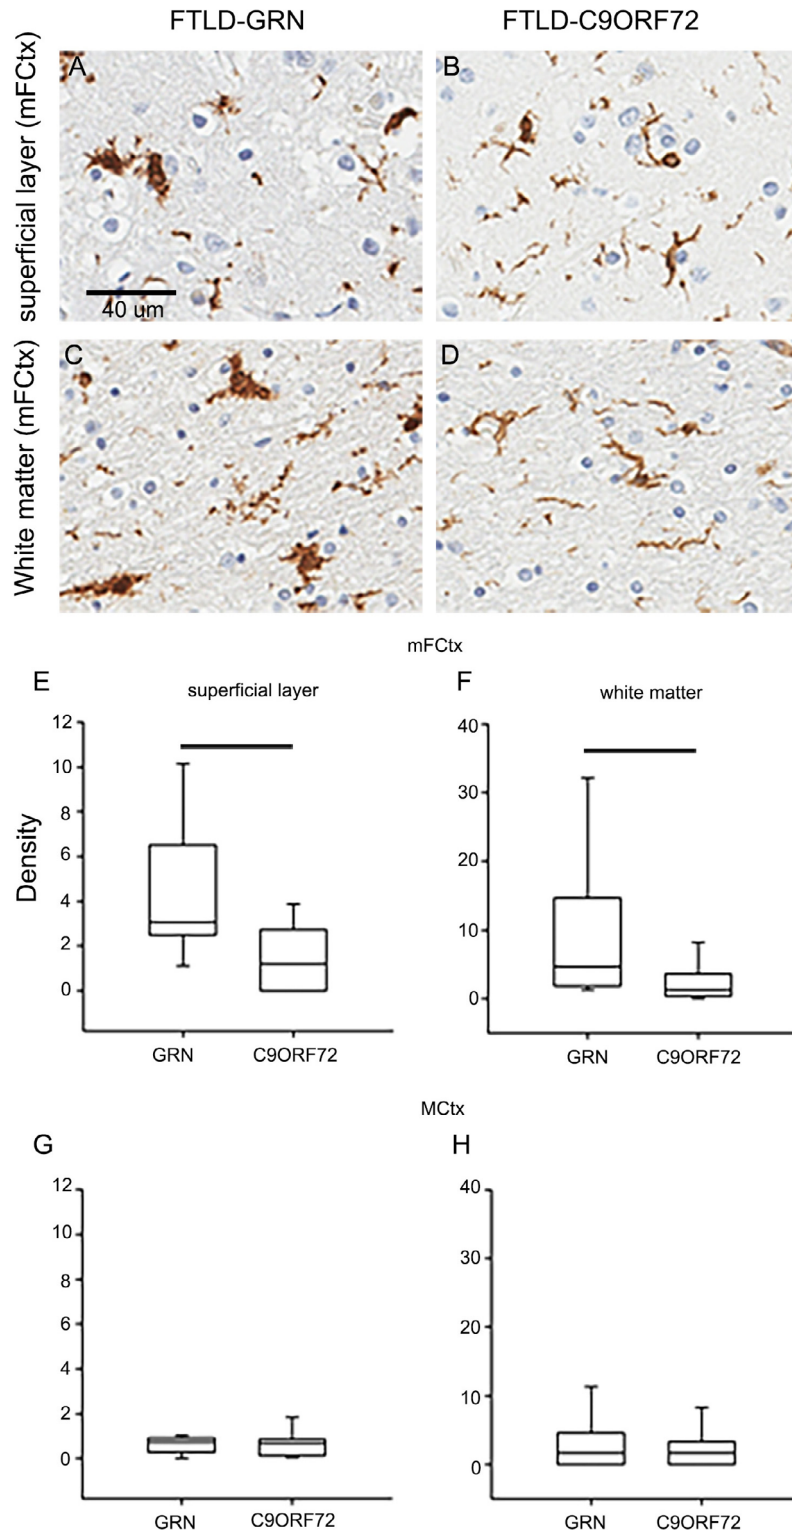 FTLD-GRN FTLD-C9ORF72
superficial layer (mFCtx)
A B
40 um
White matter (mFCtx)
C D
mFCtx
E F
superficial layer white matter
Density
12
10
8
6
4
2
0
GRN C9ORF72
40
30
20
10
0
GRN C9ORF72
MCtx
G H
12
10
8
6
4
2
0
GRN C9ORF72
40
30
20
10
0
GRN C9ORF72